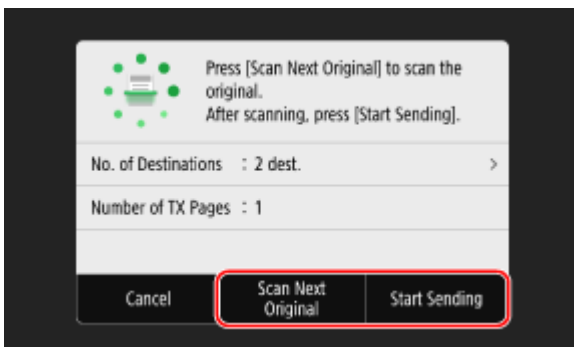 Press [Scan Next Original] to scan the
original.
After scanning, press [Start Sending].
No. of Destinations : 2 dest.
Number of TX Pages : 1
Cancel
Scan Next
Original
Start Sending